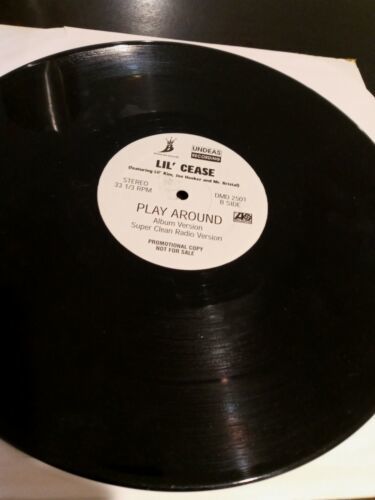 UNDEAS
RECORDING
LIL' CEASE
(featuring Lil' Kim, Joe Hooker and Mr. Bristal)
STEREO
33 1/3 RPM
DMD 2501
B SIDE
PLAY AROUND
Album Version
Super Clean Radio Version
PROMOTIONAL COPY
NOT FOR SALE